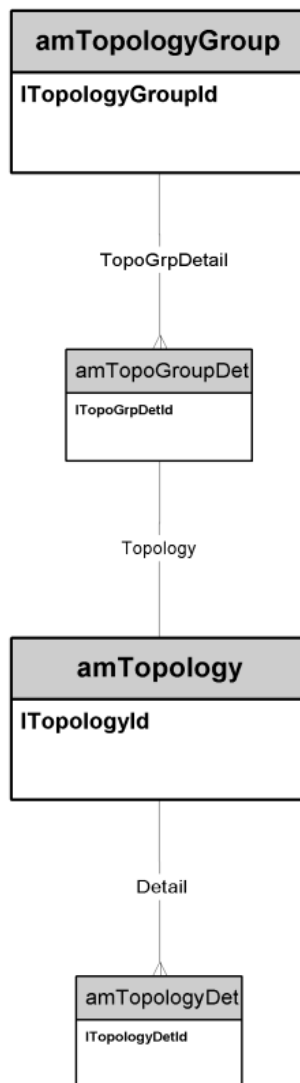 amTopologyGroup
lTopologyGroupId
TopoGrpDetail
amTopoGroupDet
lTopoGrpDetId
Topology
amTopology
lTopologyId
Detail
amTopologyDet
lTopologyDetId